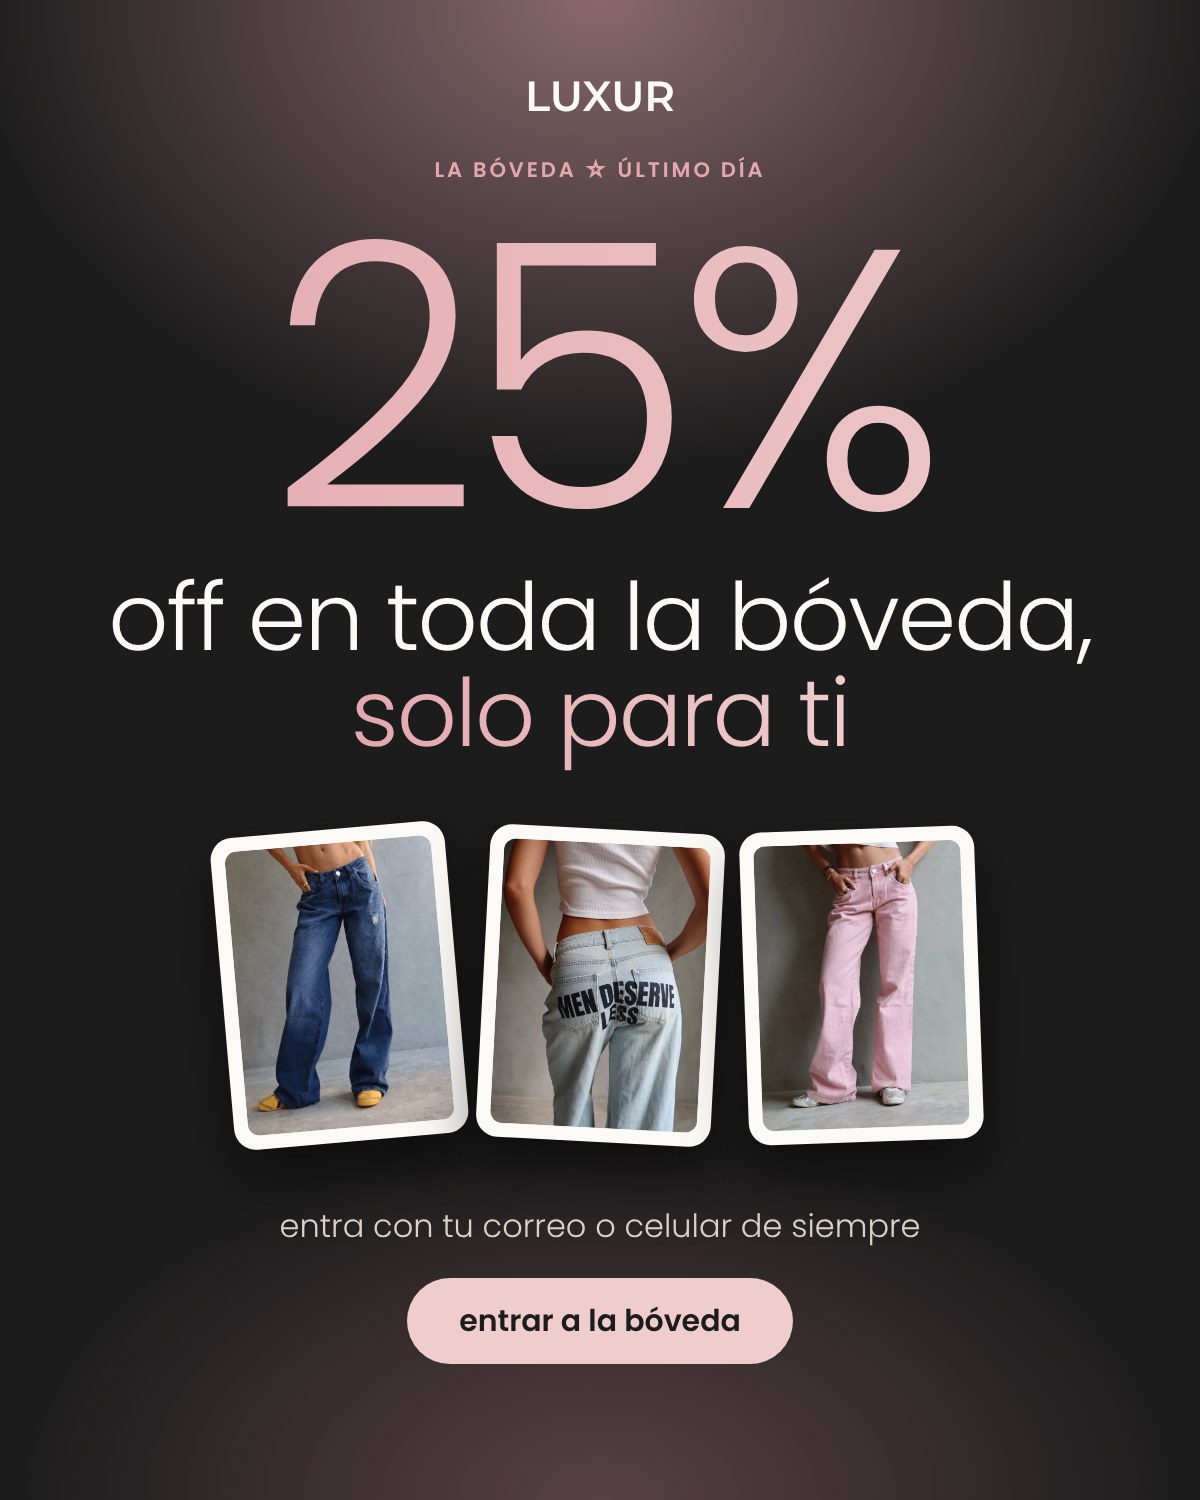 LUXUR
LA BÓVEDA ☆ ÚLTIMO DÍA
25%
off en toda la bóveda,
solo para ti
MEN DESERVE
LESS
entra con tu correo o celular de siempre
entrar a la bóveda